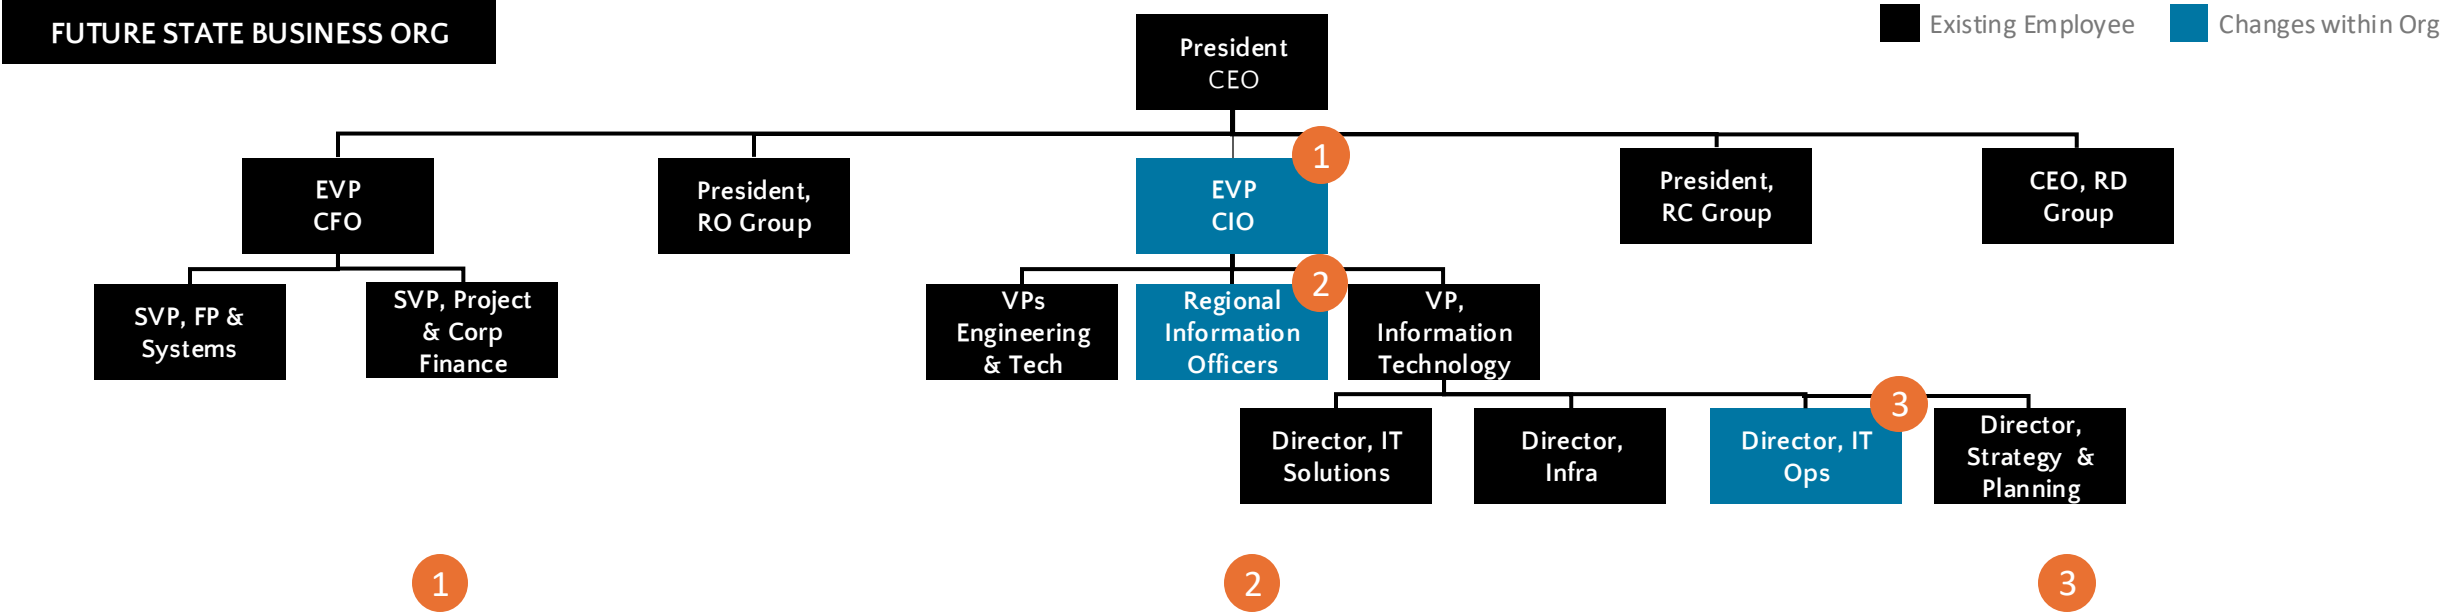 FUTURE STATE BUSINESS ORG
Existing Employee
Changes within Org
President
CEO
1
EVP
CFO
President,
RO Group
EVP
CIO
President,
RC Group
CEO, RD
Group
2
SVP, FP &
Systems
SVP, Project
& Corp
Finance
VPs
Engineering
& Tech
Regional
Information
Officers
VP,
Information
Technology
3
Director, IT
Solutions
Director,
Infra
Director, IT
Ops
Director,
Strategy &
Planning
1
2
3